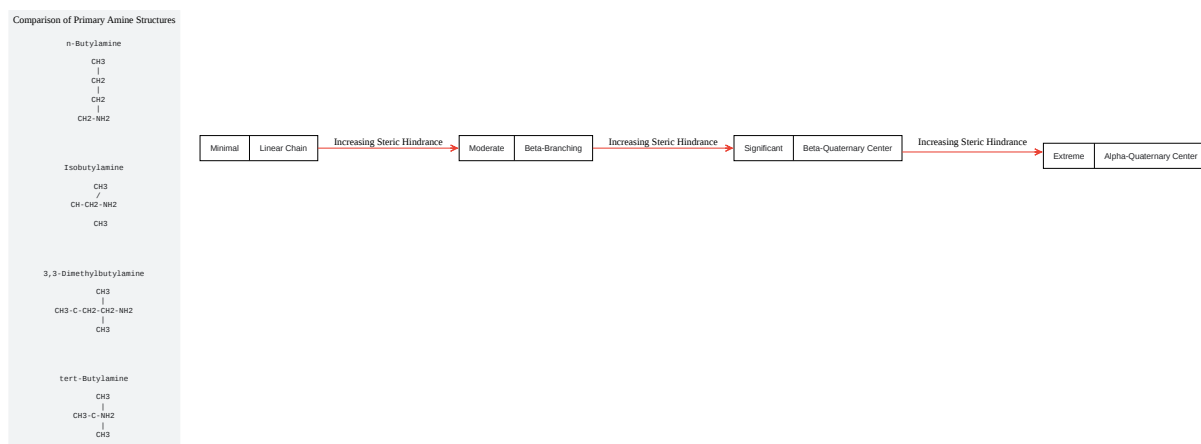 Comparison of Primary Amine Structures
n-Butylamine
CH3
|
CH2
|
CH2
|
CH2-NH2
Isobutylamine
CH3
/
CH-CH2-NH2
CH3
3,3-Dimethylbutylamine
CH3
|
CH3-C-CH2-CH2-NH2
|
CH3
tert-Butylamine
CH3
|
CH3-C-NH2
|
CH3
Minimal Linear Chain
Increasing Steric Hindrance
Moderate Beta-Branching
Increasing Steric Hindrance
Significant Beta-Quaternary Center
Increasing Steric Hindrance
Extreme Alpha-Quaternary Center